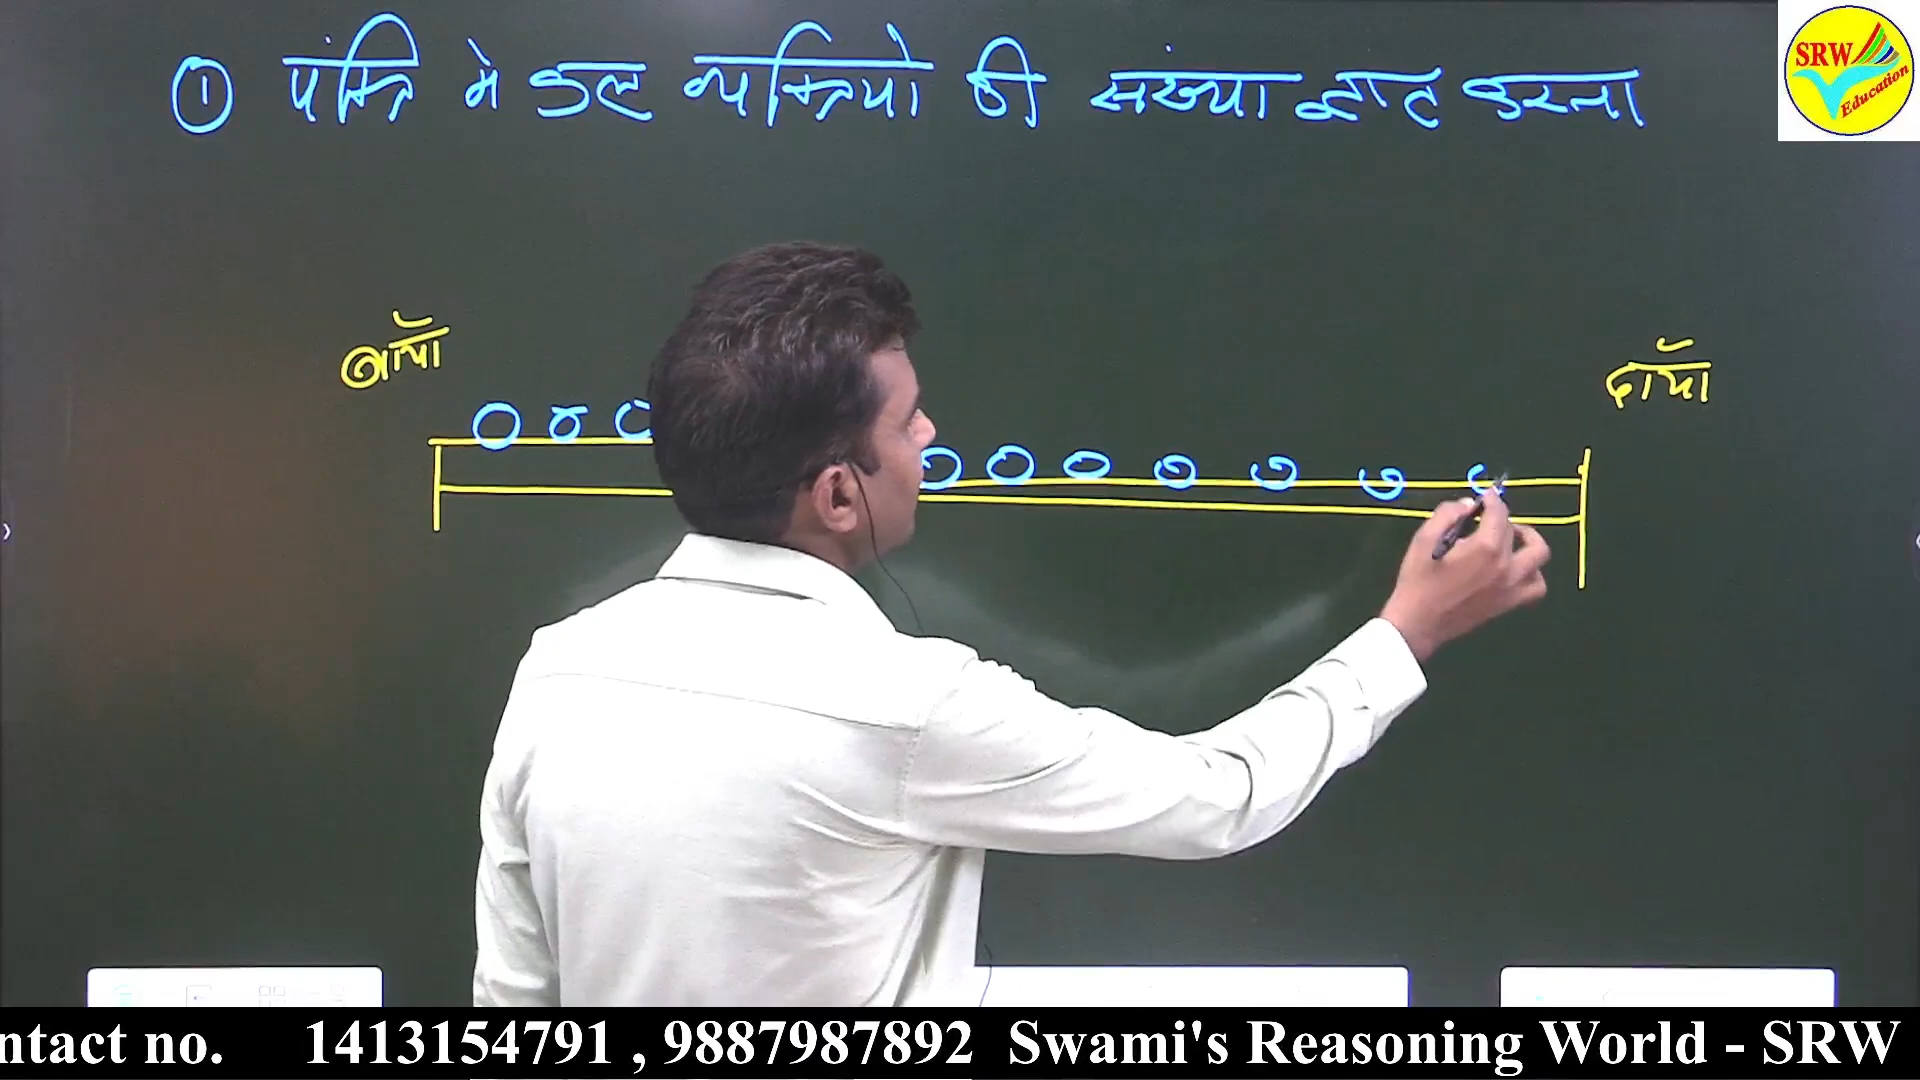 ① पंक्ति मे कुल व्यक्तियो की संख्या ज्ञात करना
SRW
Education
बाँया
दाँया
ntact no. 1413154791 , 9887987892 Swami's Reasoning World - SRW